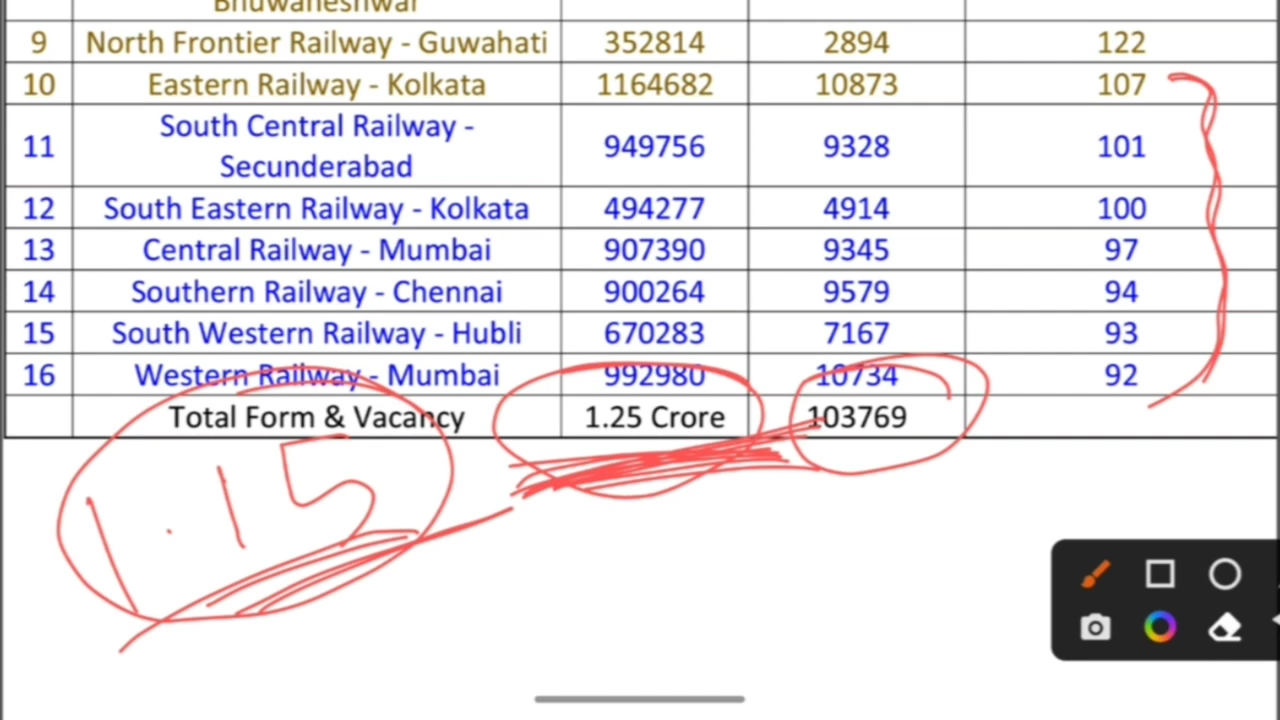 Bhuwaneshwar
9 North Frontier Railway - Guwahati 352814 2894 122
10 Eastern Railway - Kolkata 1164682 10873 107
11 South Central Railway - Secunderabad 949756 9328 101
12 South Eastern Railway - Kolkata 494277 4914 100
13 Central Railway - Mumbai 907390 9345 97
14 Southern Railway - Chennai 900264 9579 94
15 South Western Railway - Hubli 670283 7167 93
16 Western Railway - Mumbai 992980 10734 92
Total Form & Vacancy 1.25 Crore 103769
1.15